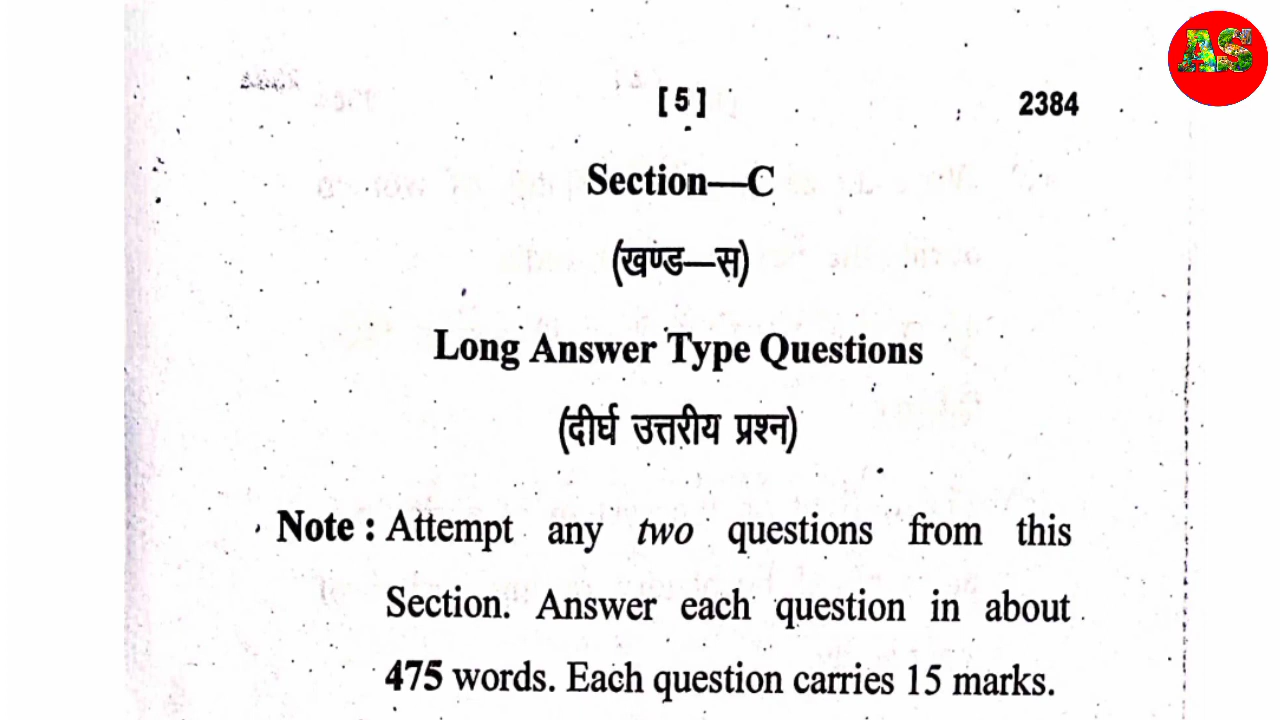 AS
[ 5 ] 2384
Section—C
(खण्ड—स)
Long Answer Type Questions
(दीर्घ उत्तरीय प्रश्न)
Note : Attempt any two questions from this
Section. Answer each question in about
475 words. Each question carries 15 marks.